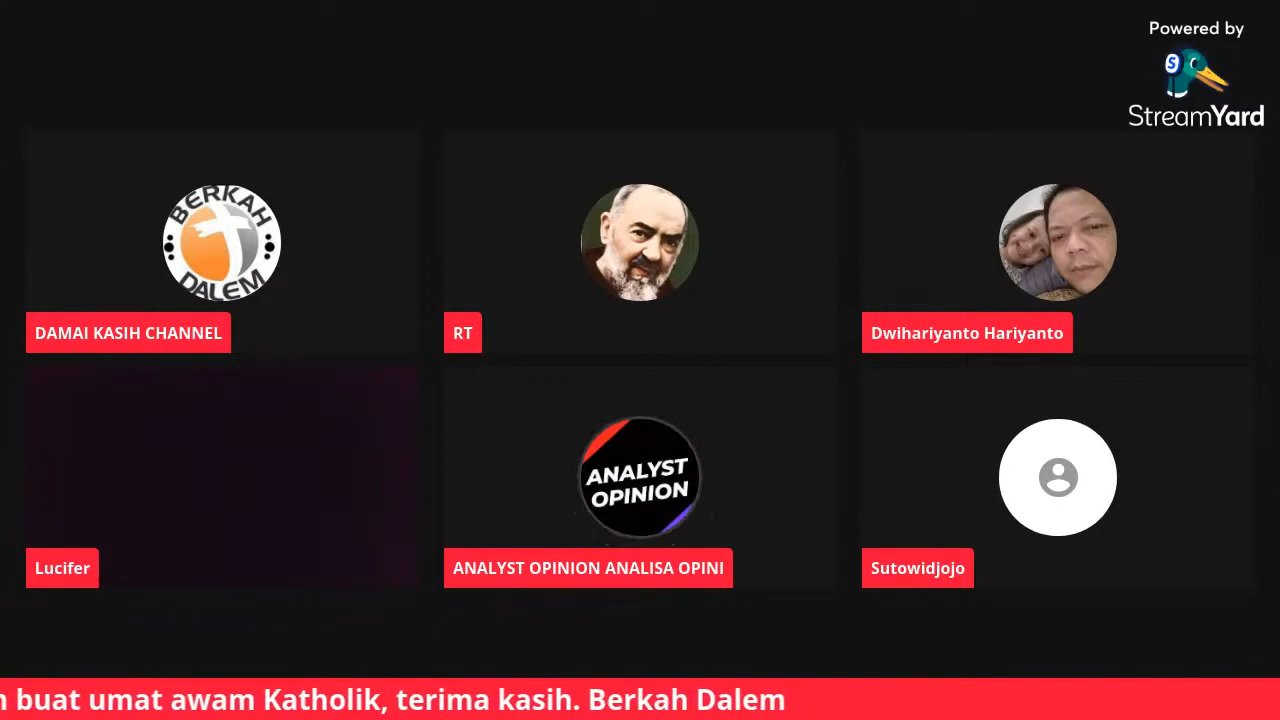 Powered by
StreamYard
BERKAH
DALEM
DAMAI KASIH CHANNEL
RT
Dwihariyanto Hariyanto
Lucifer
ANALYST
OPINION
ANALYST OPINION ANALISA OPINI
Sutowidjojo
buat umat awam Katholik, terima kasih. Berkah Dalem